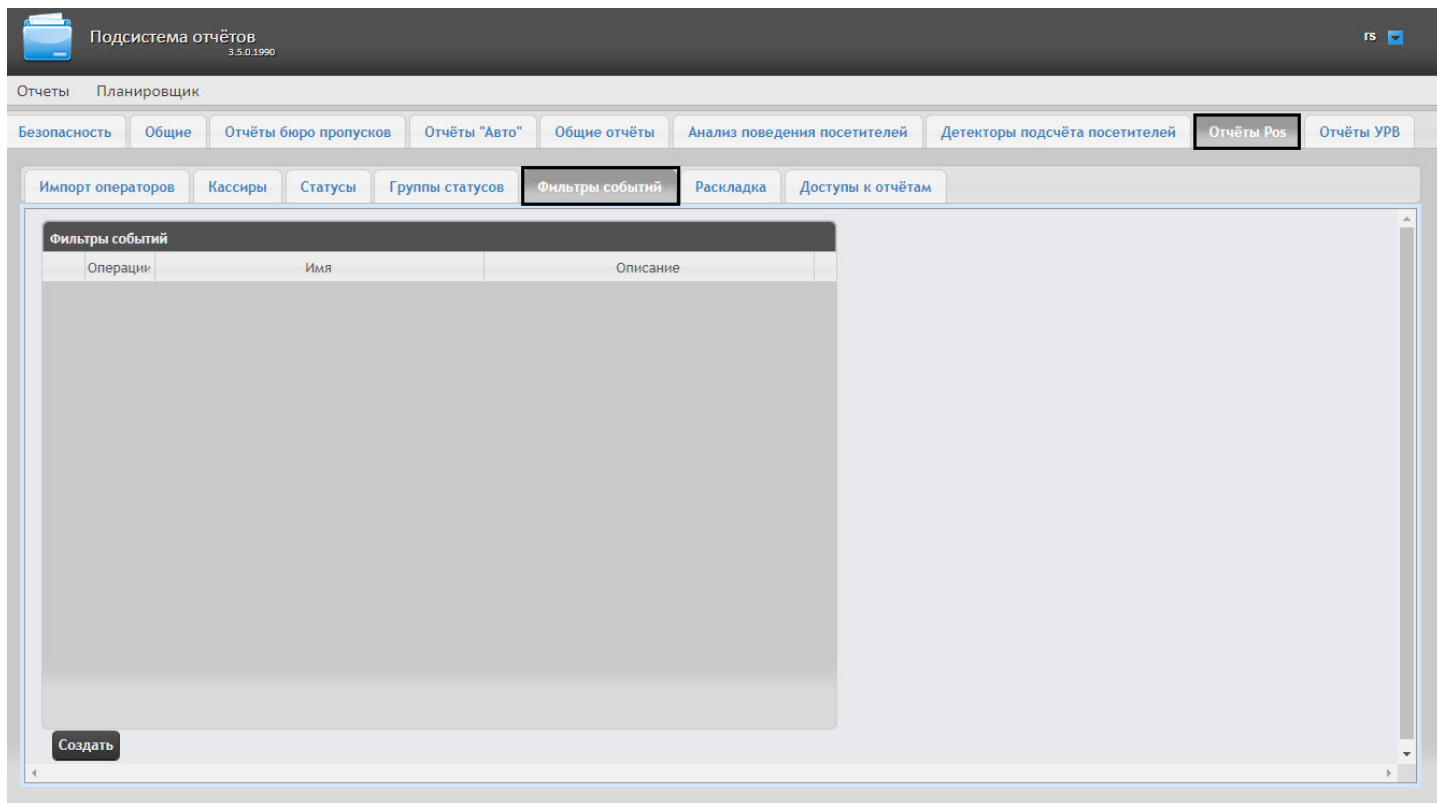 Подсистема отчётов
3.5.0.1990
rs
Отчеты Планировщик
Безопасность Общие Отчёты бюро пропусков Отчёты "Авто" Общие отчёты Анализ поведения посетителей Детекторы подсчёта посетителей Отчёты Pos Отчёты УРВ
Импорт операторов Кассиры Статусы Группы статусов Фильтры событий Раскладка Доступы к отчётам
Фильтры событий
Операции Имя Описание
Создать